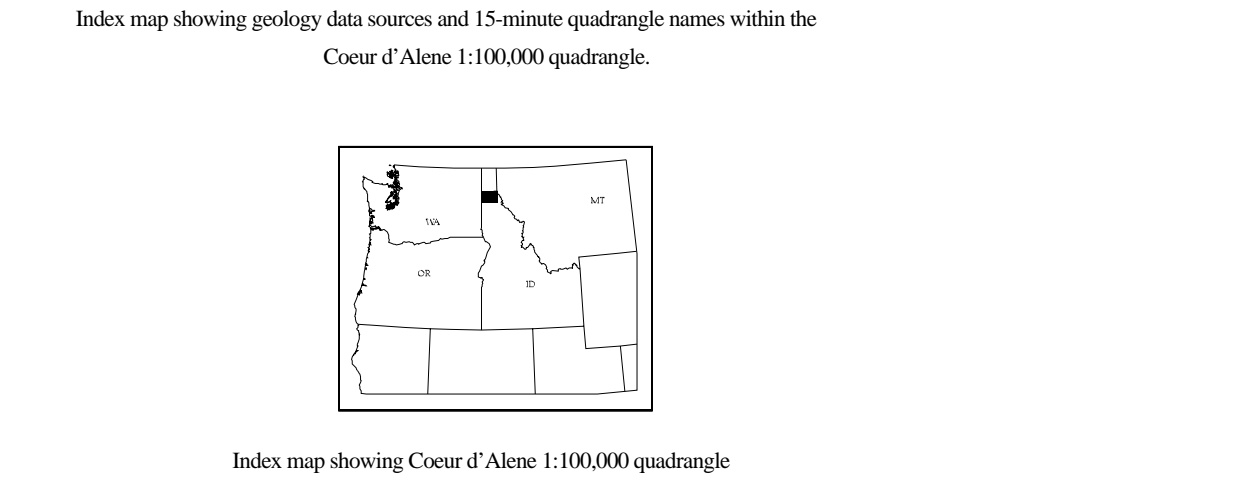 Index map showing geology data sources and 15-minute quadrangle names within the
Coeur d’Alene 1:100,000 quadrangle.
MT
WA
OR
ID
Index map showing Coeur d’Alene 1:100,000 quadrangle